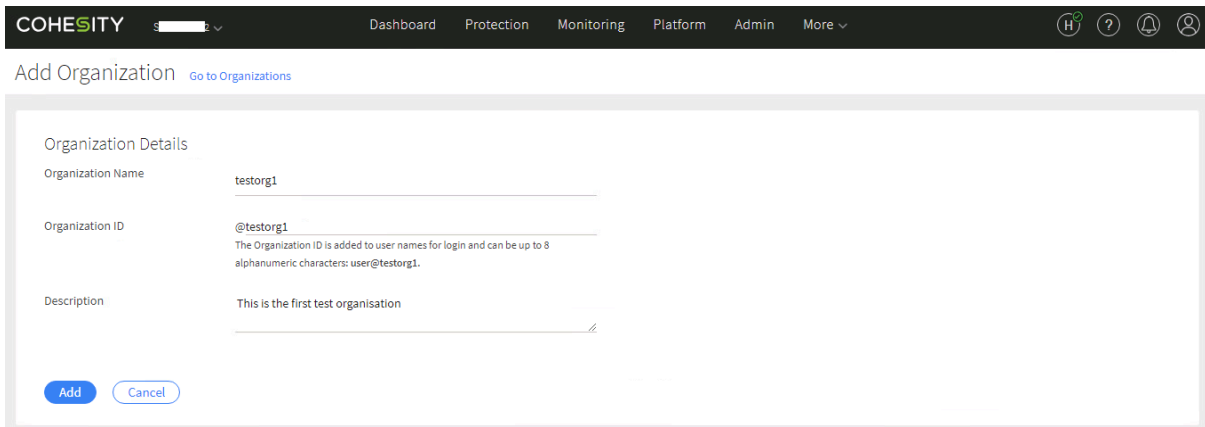 COHESITY S 2 Dashboard Protection Monitoring Platform Admin More H ?
Add Organization Go to Organizations
Organization Details
Organization Name testorg1
Organization ID @testorg1
The Organization ID is added to user names for login and can be up to 8
alphanumeric characters: user@testorg1.
Description This is the first test organisation
Add Cancel